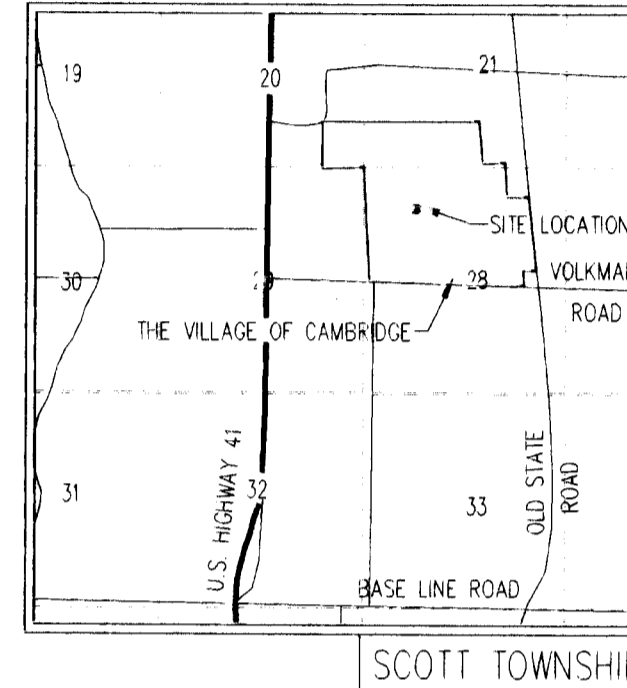 19
20
21
SITE LOCATION
30
28
VOLKMA
ROAD
THE VILLAGE OF CAMBRIDGE
U.S. HIGHWAY 41
OLD STATE
ROAD
31
32
33
BASE LINE ROAD
SCOTT TOWNSHI